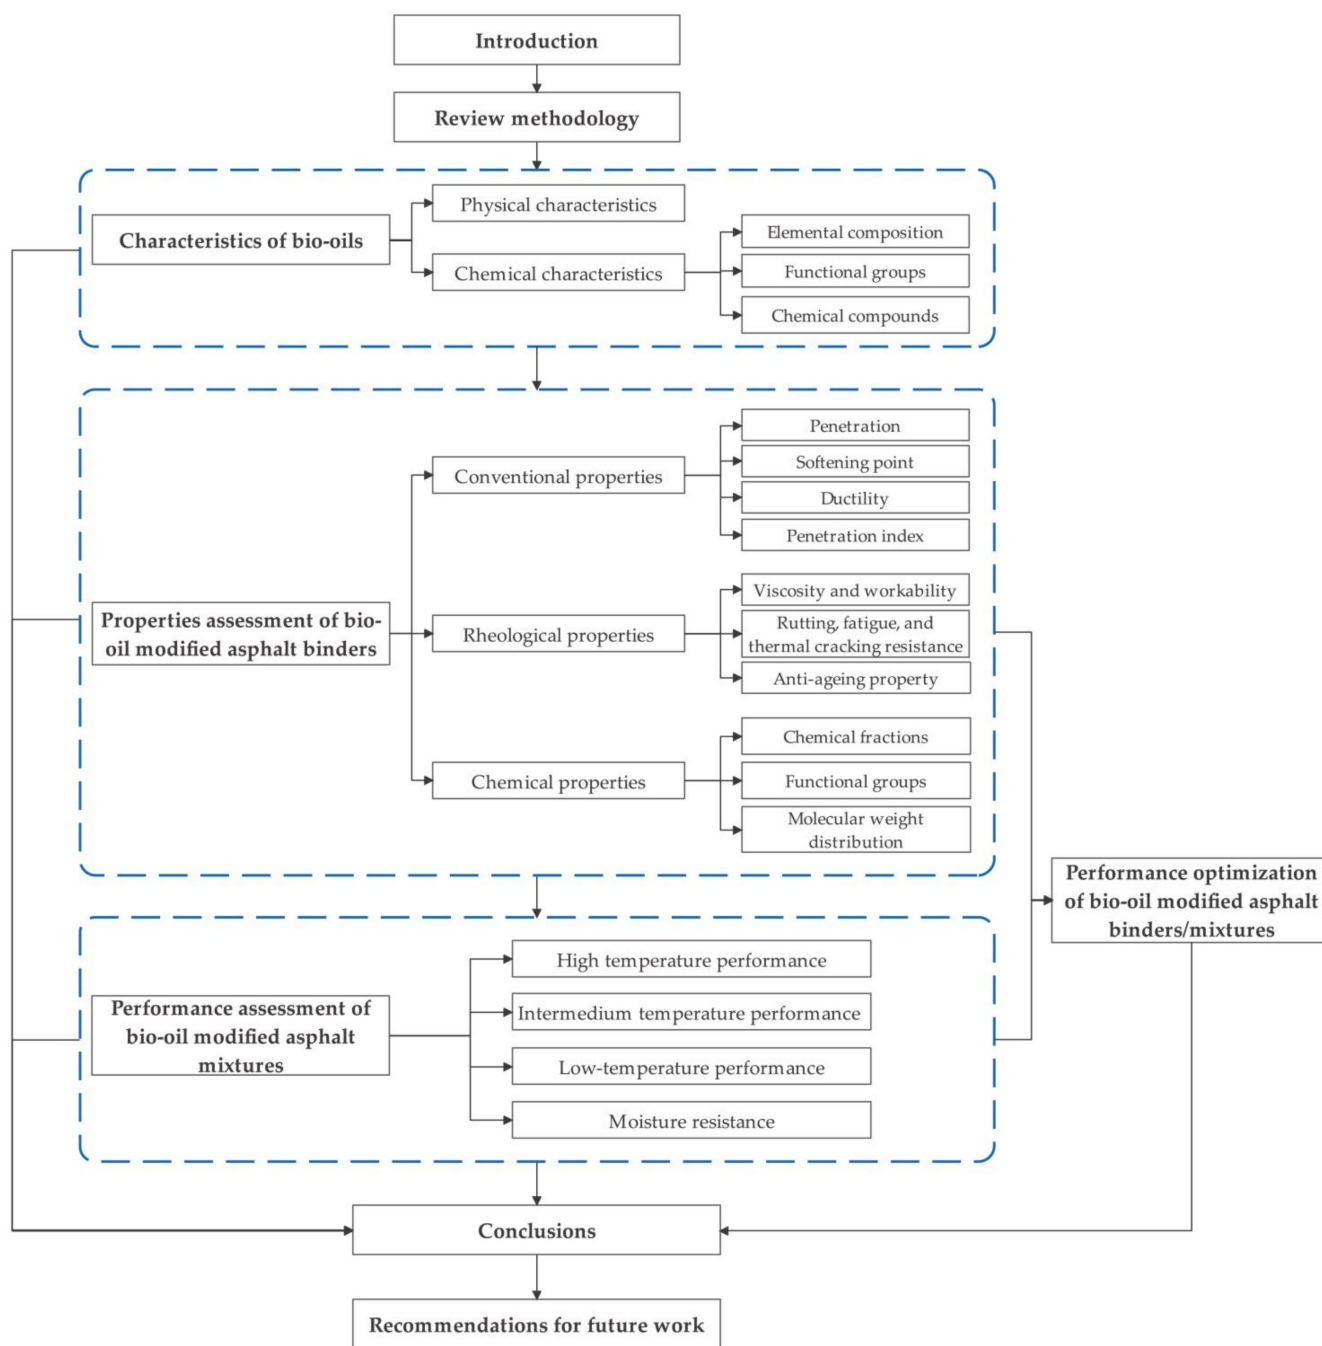 Introduction
Review methodology
Characteristics of bio-oils
Physical characteristics
Chemical characteristics
Elemental composition
Functional groups
Chemical compounds
Properties assessment of bio-
oil modified asphalt binders
Conventional properties
Penetration
Softening point
Ductility
Penetration index
Rheological properties
Viscosity and workability
Rutting, fatigue, and
thermal cracking resistance
Anti-ageing property
Chemical properties
Chemical fractions
Functional groups
Molecular weight
distribution
Performance assessment of
bio-oil modified asphalt
mixtures
High temperature performance
Intermedium temperature performance
Low-temperature performance
Moisture resistance
Performance optimization
of bio-oil modified asphalt
binders/mixtures
Conclusions
Recommendations for future work